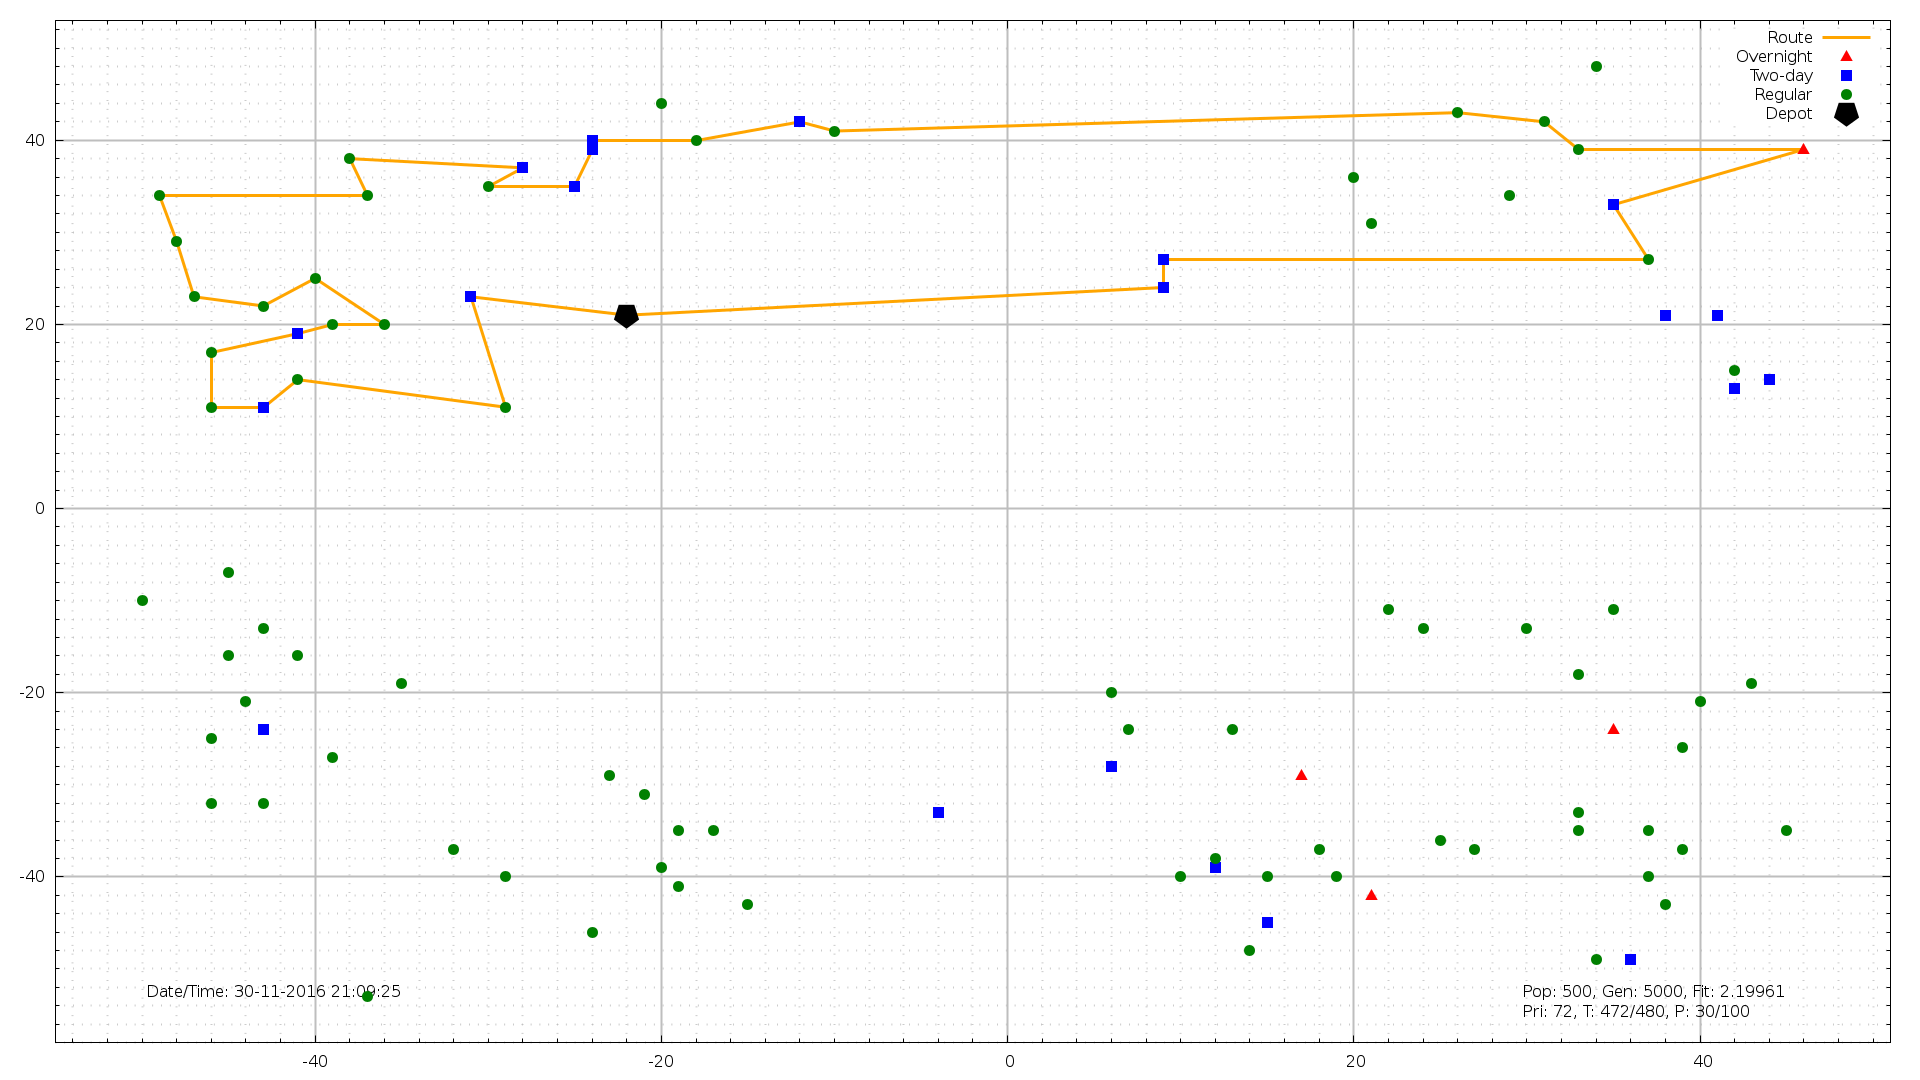 Route
Overnight
Two-day
Regular
Depot
40
20
0
-20
-40
Date/Time: 30-11-2016 21:09:25
Pop: 500, Gen: 5000, Fit: 2.19961
Pri: 72, T: 472/480, P: 30/100
-40
-20
0
20
40